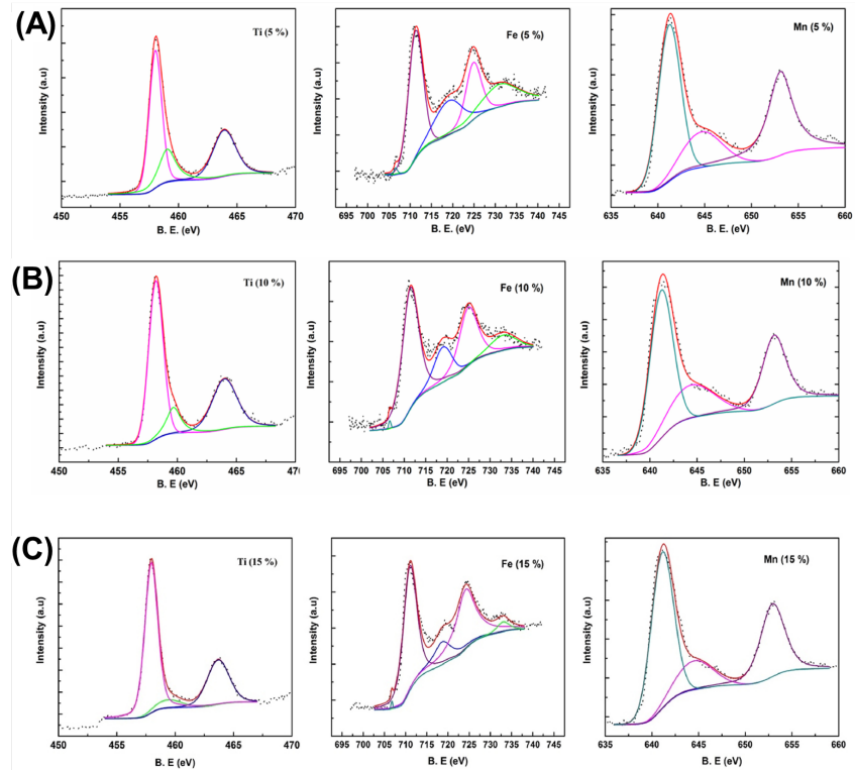 (A)
Ti (5 %)
Intensity (a.u)
450 455 460 465 470
B. E. (eV)
Fe (5 %)
Intensity (a.u)
695 700 705 710 715 720 725 730 735 740 745
B. E. (eV)
Mn (5 %)
Intensity (a.u)
640 645 650 655 660
B. E. (eV)
(B)
Ti (10 %)
Intensity (a.u)
450 455 460 465 470
B. E (eV)
Fe (10 %)
Intensity (a.u)
695 700 705 710 715 720 725 730 735 740 745
B. E (eV)
Mn (10 %)
Intensity (a.u)
635 640 645 650 655 660
B. E (eV)
(C)
Ti (15 %)
Intensity (a.u)
450 455 460 465 470
B. E (eV)
Fe (15 %)
Intensity (a.u)
695 700 705 710 715 720 725 730 735 740 745
B. E (eV)
Mn (15 %)
Intensity (a.u)
635 640 645 650 655 660
B. E (eV)